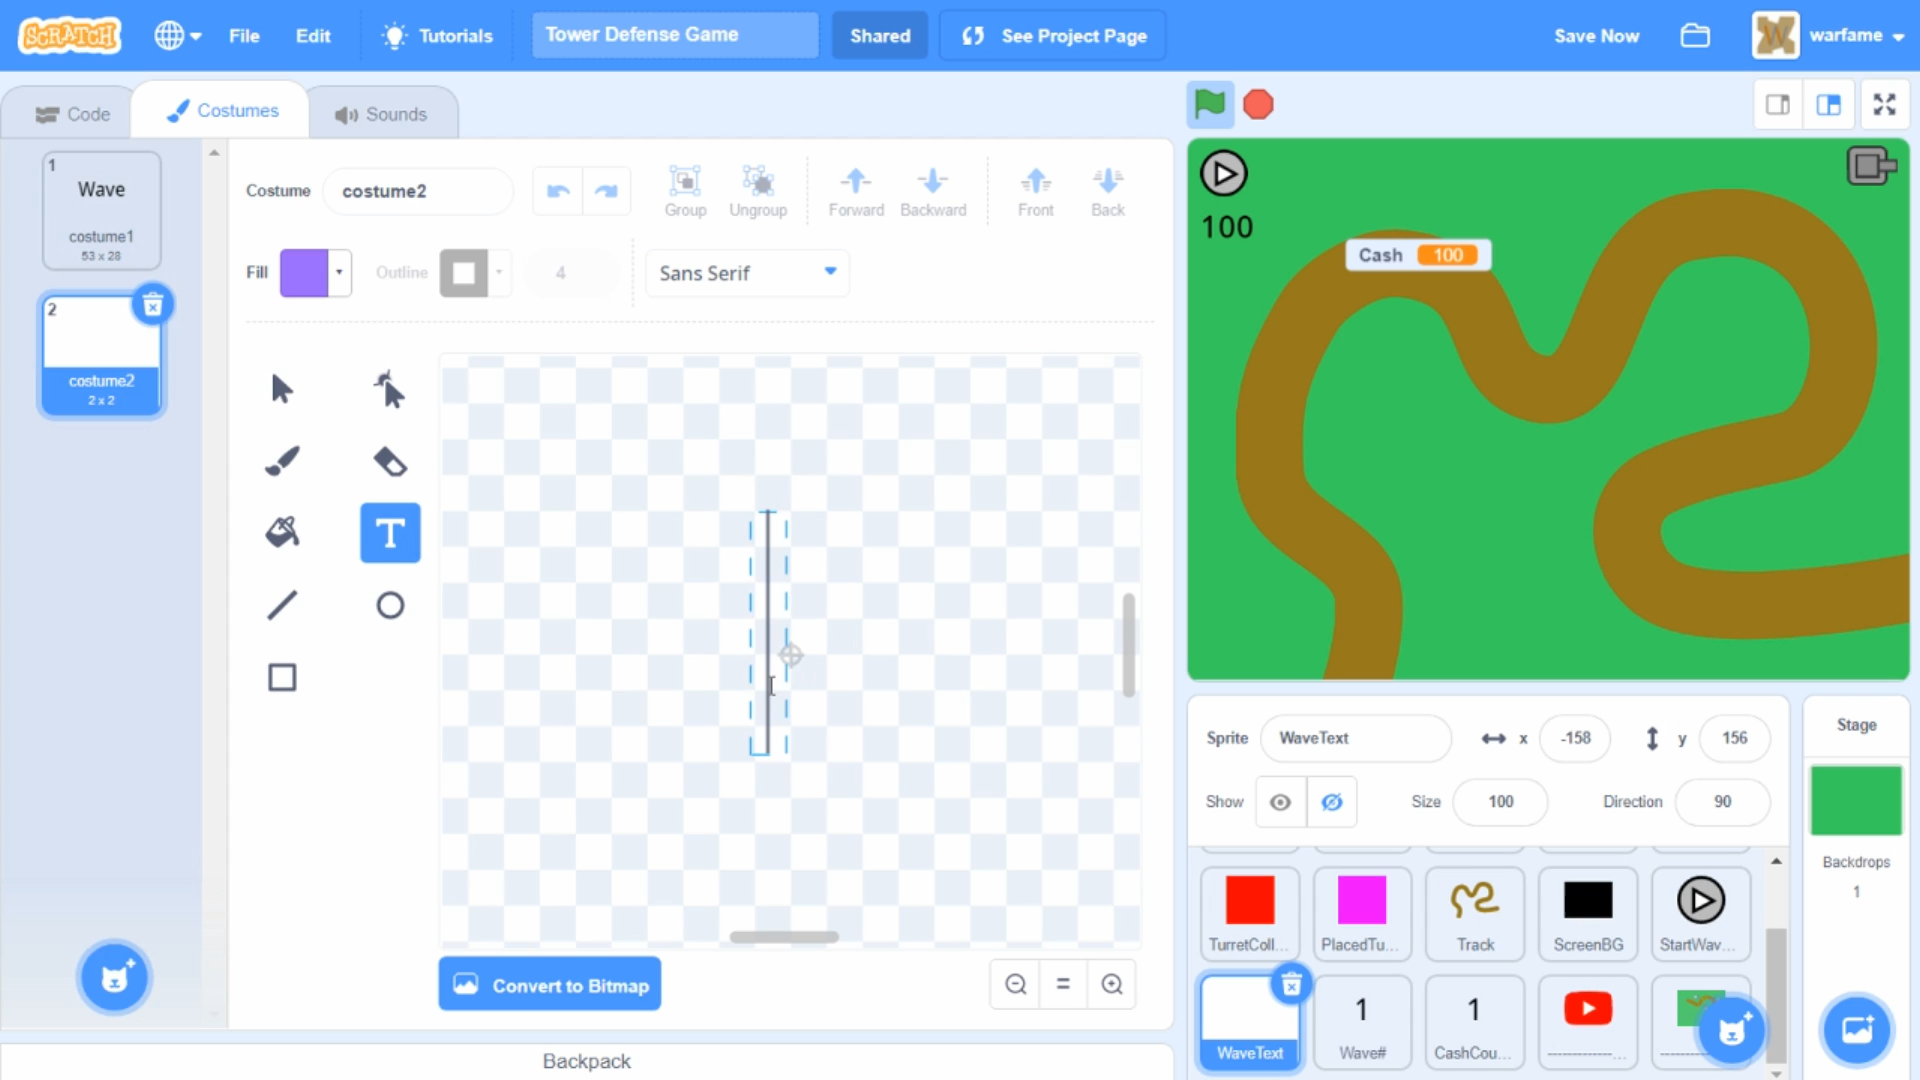 SCRATCH
File
Edit
Tutorials
Tower Defense Game
Shared
See Project Page
Save Now
warfame
Code
Costumes
Sounds
1
Wave
costume1
53 x 28
2
costume2
2 x 2
Costume
costume2
Group
Ungroup
Forward
Backward
Front
Back
Fill
Outline
4
Sans Serif
T
Convert to Bitmap
Backpack
100
Cash 100
Sprite
WaveText
x
-158
y
156
Show
Size
100
Direction
90
Stage
Backdrops
1
TurretColl...
PlacedTu...
Track
ScreenBG
StartWav...
WaveText
1
Wave#
1
CashCou...